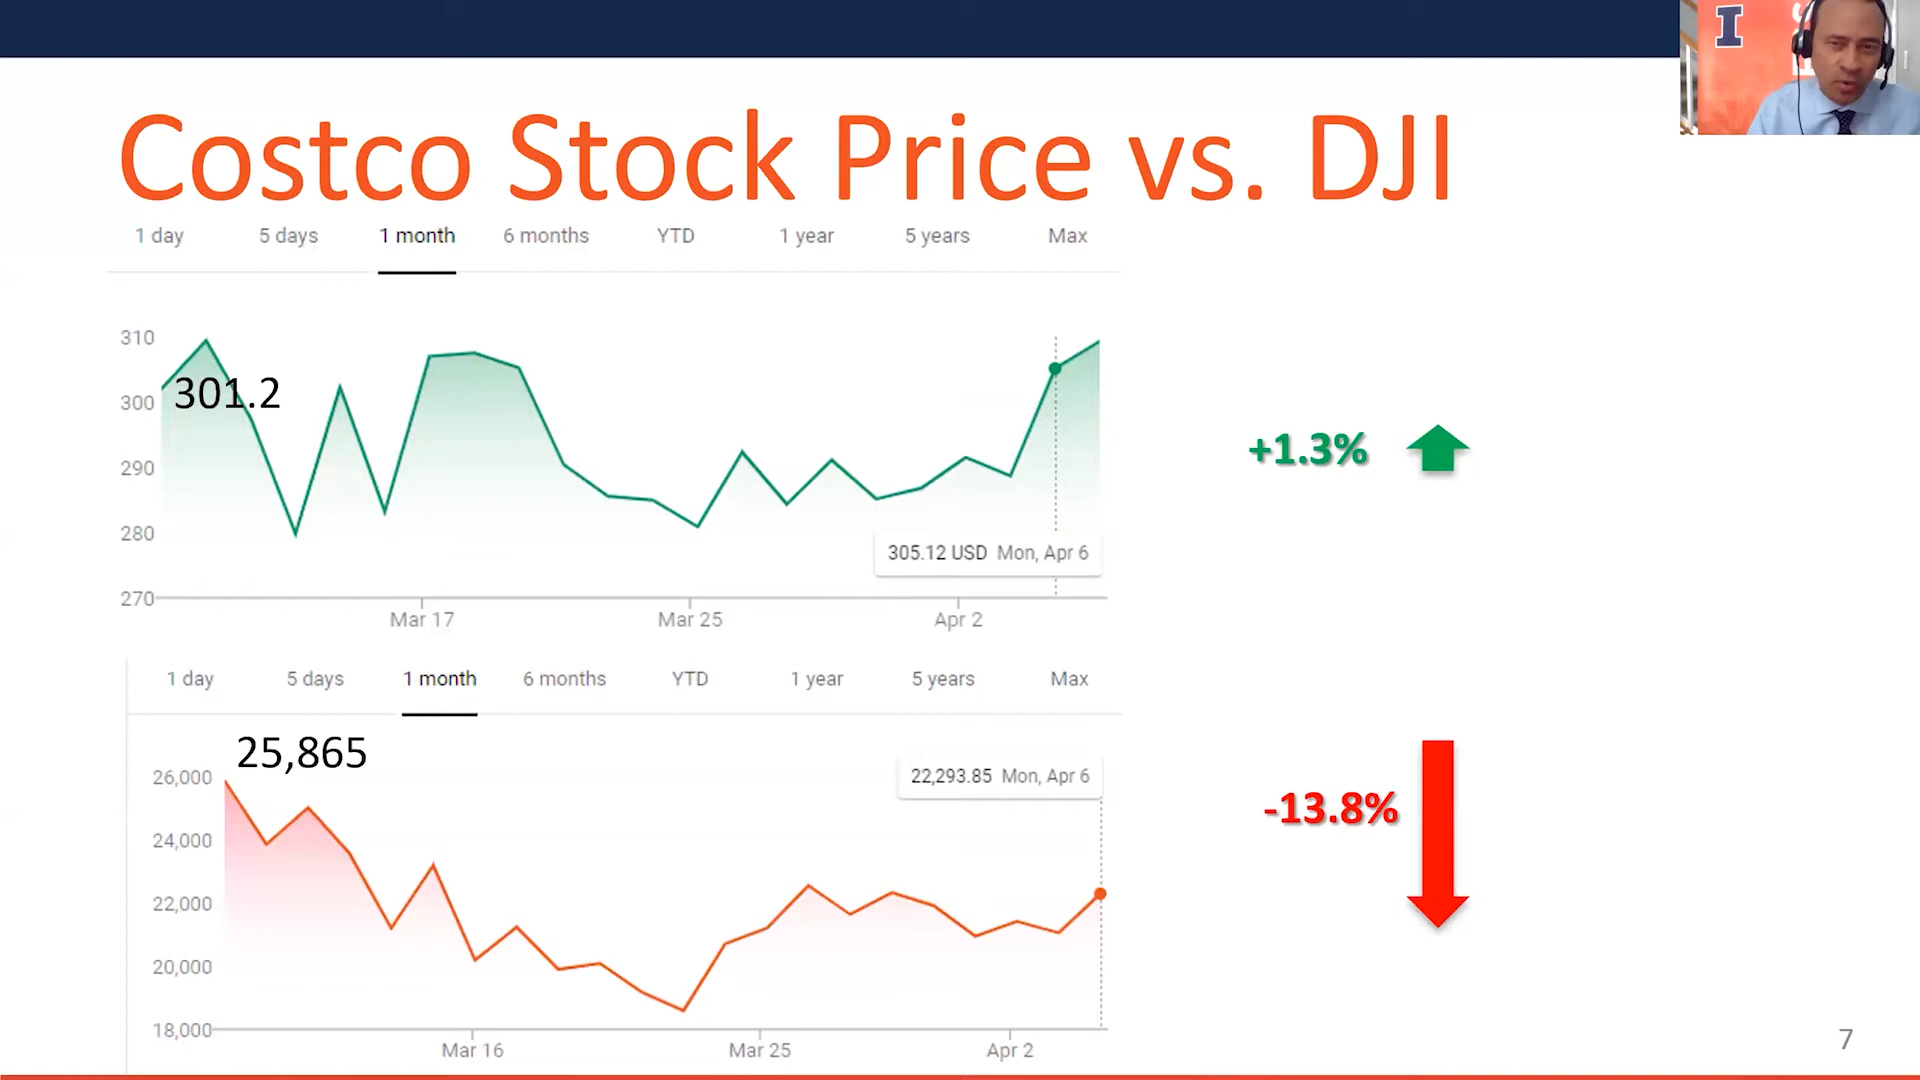 I
Costco Stock Price vs. DJI
1 day 5 days 1 month 6 months YTD 1 year 5 years Max
310
301.2
300
290
280
305.12 USD Mon, Apr 6
270
Mar 17 Mar 25 Apr 2
+1.3%
1 day 5 days 1 month 6 months YTD 1 year 5 years Max
25,865
26,000
22,293.85 Mon, Apr 6
24,000
22,000
20,000
18,000
Mar 16 Mar 25 Apr 2
-13.8%
7